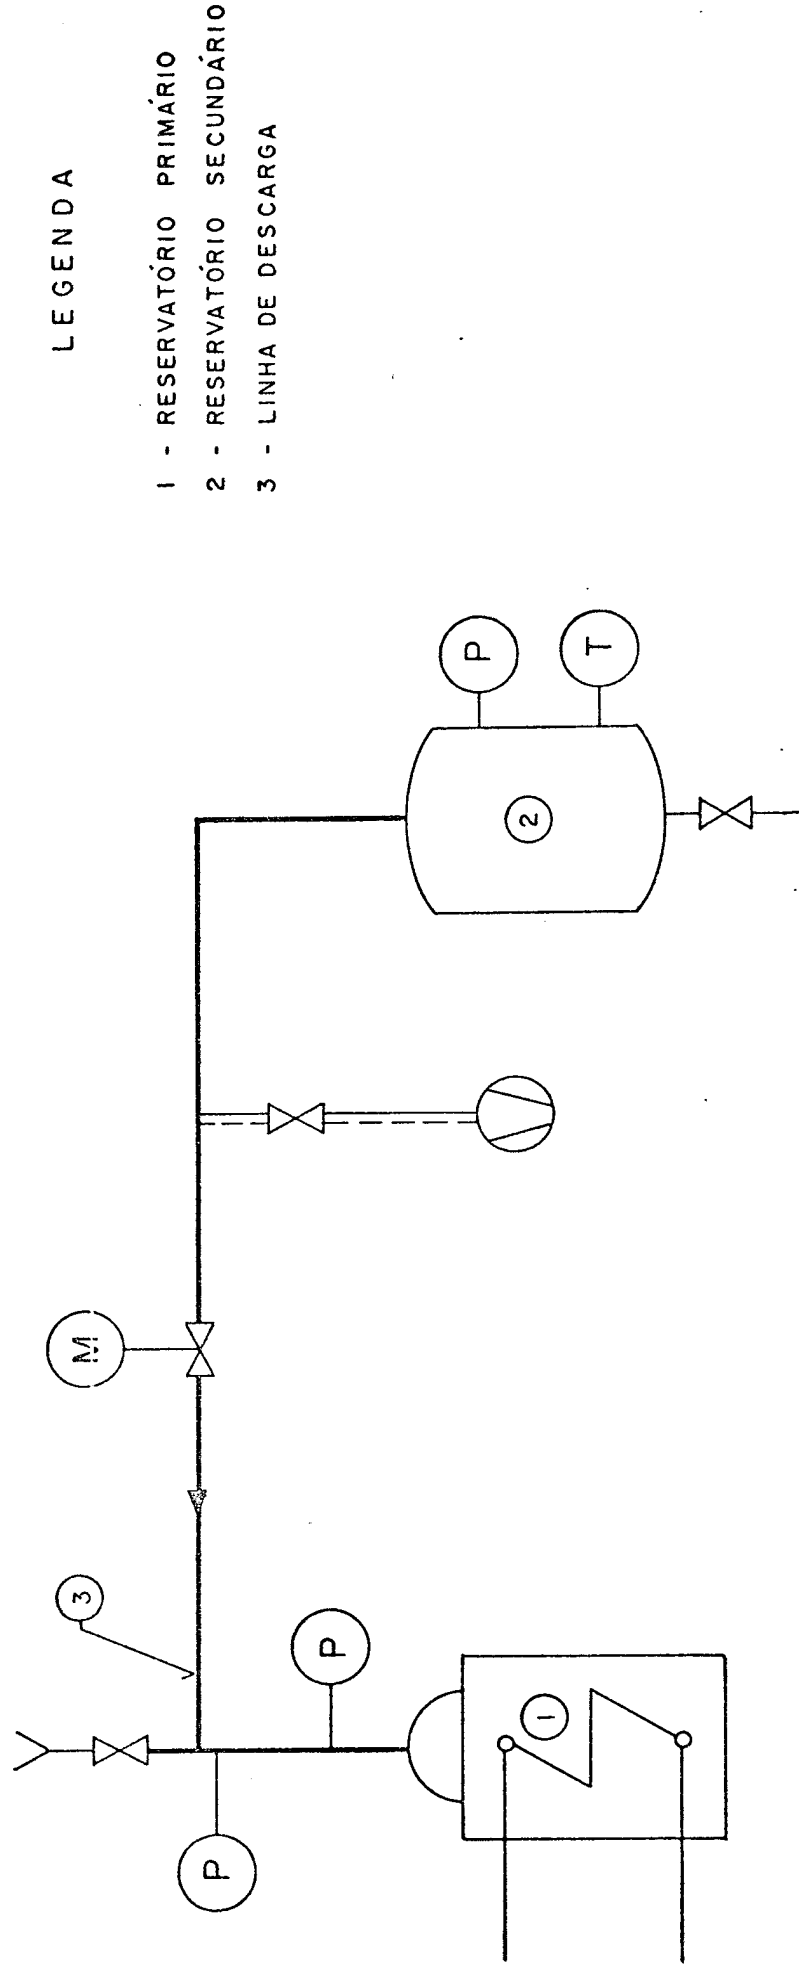 LEGENDA
1 - RESERVATÓRIO PRIMÁRIO
2 - RESERVATÓRIO SECUNDÁRIO
3 - LINHA DE DESCARGA
3
M
P
P
1
2
P
T